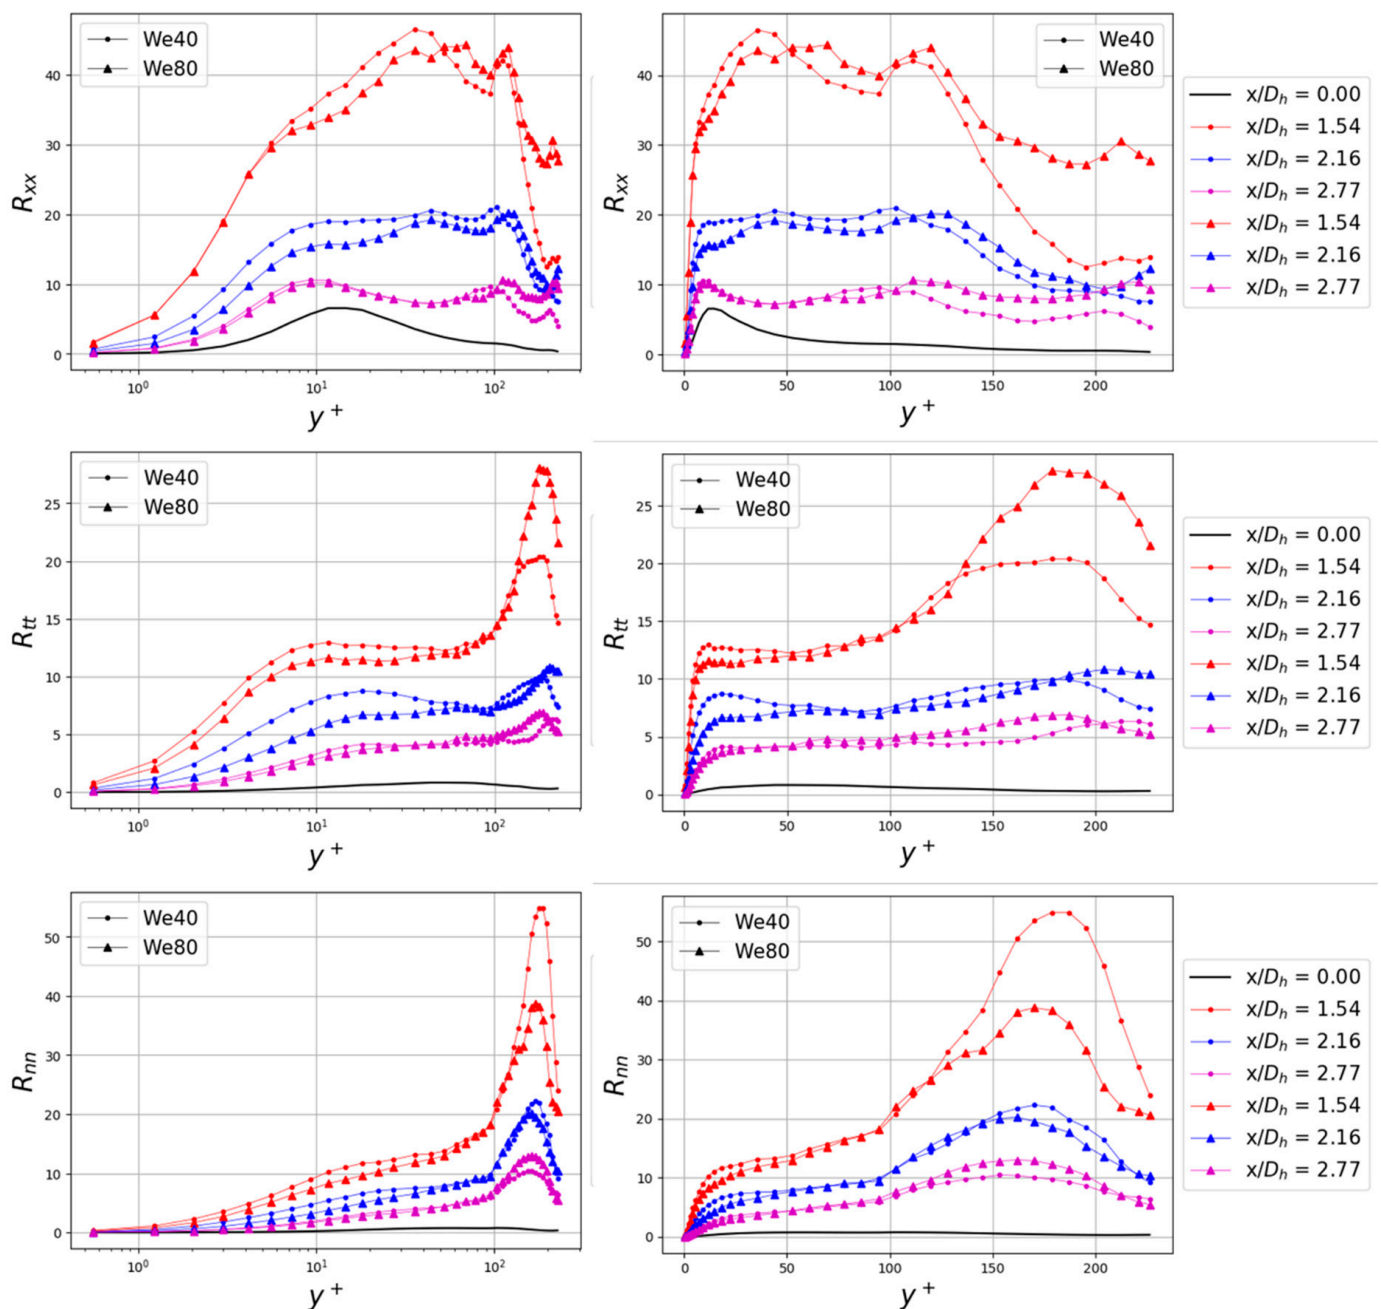 We40
We80
R_xx
0
10
20
30
40
10^0
10^1
10^2
y^+
We40
We80
R_xx
0
10
20
30
40
0
50
100
150
200
y^+
x/D_h = 0.00
x/D_h = 1.54
x/D_h = 2.16
x/D_h = 2.77
x/D_h = 1.54
x/D_h = 2.16
x/D_h = 2.77
We40
We80
R_tt
0
5
10
15
20
25
10^0
10^1
10^2
y^+
We40
We80
R_tt
0
5
10
15
20
25
0
50
100
150
200
y^+
x/D_h = 0.00
x/D_h = 1.54
x/D_h = 2.16
x/D_h = 2.77
x/D_h = 1.54
x/D_h = 2.16
x/D_h = 2.77
We40
We80
R_nn
0
10
20
30
40
50
10^0
10^1
10^2
y^+
We40
We80
R_nn
0
10
20
30
40
50
0
50
100
150
200
y^+
x/D_h = 0.00
x/D_h = 1.54
x/D_h = 2.16
x/D_h = 2.77
x/D_h = 1.54
x/D_h = 2.16
x/D_h = 2.77